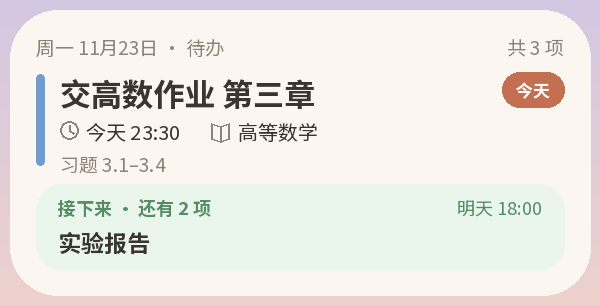 周一 11月23日 · 待办 共 3 项
交高数作业 第三章 今天
今天 23:30 高等数学
习题 3.1–3.4
接下来 · 还有 2 项 明天 18:00
实验报告